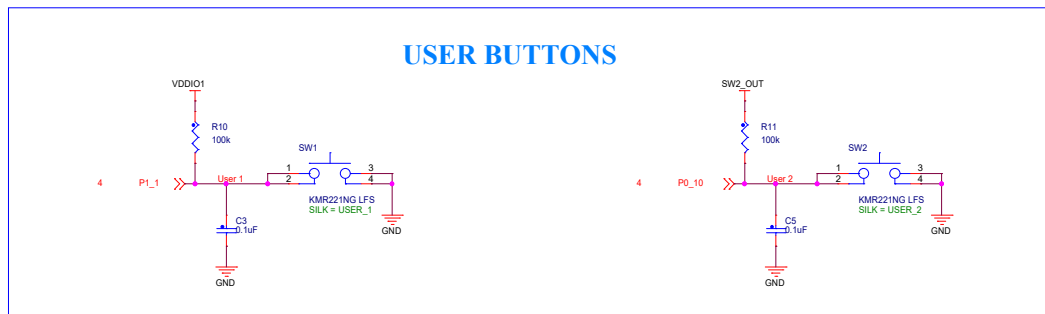 USER BUTTONS
VDDIO1
R10
100k
SW1
1
2
3
4
4
P1_1
User 1
KMR221NG LFS
SILK = USER_1
C3
0.1uF
GND
GND
SW2_OUT
R11
100k
SW2
1
2
3
4
4
P0_10
User 2
KMR221NG LFS
SILK = USER_2
C5
0.1uF
GND
GND